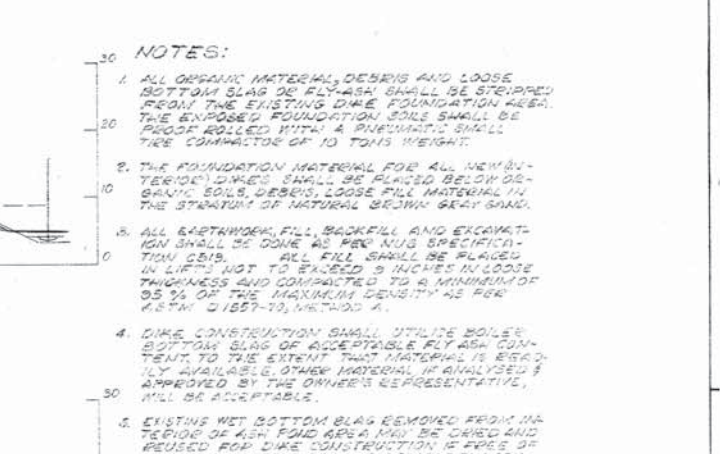 NOTES:
1. ALL ORGANIC MATERIAL, DEBRIS AND LOOSE
BOTTOM SLAG OR FLY-ASH SHALL BE STRIPPED
FROM THE EXISTING DIKE FOUNDATION AREA.
THE EXPOSED FOUNDATION SOILS SHALL BE
PROOF ROLLED WITH A PNEUMATIC SMALL
TIRE COMPACTOR OF 10 TONS WEIGHT.
2. THE FOUNDATION MATERIAL FOR ALL NEW (IN-
TERIOR) DIKES SHALL BE PLACED BELOW OR-
GANIC SOILS, DEBRIS, LOOSE FILL MATERIAL IN
THE STRATUM OF NATURAL BROWN GRAY SAND.
3. ALL EARTHWORK, FILL, BACKFILL AND EXCAVAT-
ION SHALL BE DONE AS PER NUS SPECIFICA-
TION ALL FILL SHALL BE PLACED
IN LIFTS NOT TO EXCEED 9 INCHES IN LOOSE
THICKNESS AND COMPACTED TO A MINIMUM OF
95 % OF THE MAXIMUM DENSITY AS PER
ASTM D1557-70, METHOD A.
4. DIKE CONSTRUCTION SHALL UTILIZE BOILER
BOTTOM SLAG OF ACCEPTABLE FLY ASH CON-
TENT, TO THE EXTENT THAT MATERIAL IS READ-
ILY AVAILABLE. OTHER MATERIAL, IF ANALYSED &
APPROVED BY THE OWNER'S REPRESENTATIVE,
WILL BE ACCEPTABLE.
5. EXISTING WET BOTTOM SLAG REMOVED FROM IN-
TERIOR OF ASH POND AREA MAY BE DRIED AND
REUSED FOR DIKE CONSTRUCTION IF FREE OF
30
20
10
0
30